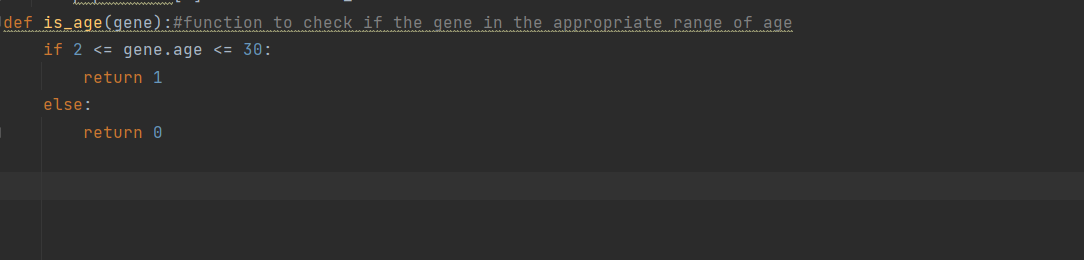 def is_age(gene):#function to check if the gene in the appropriate range of age
    if 2 <= gene.age <= 30:
        return 1
    else:
        return 0